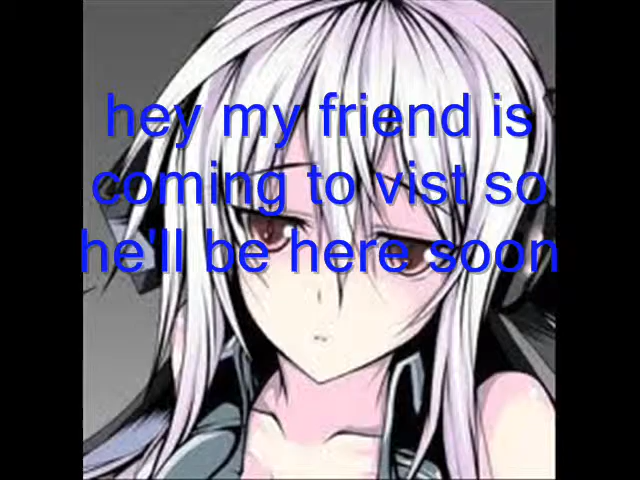 hey my friend is
coming to vist so
he'll be here soon